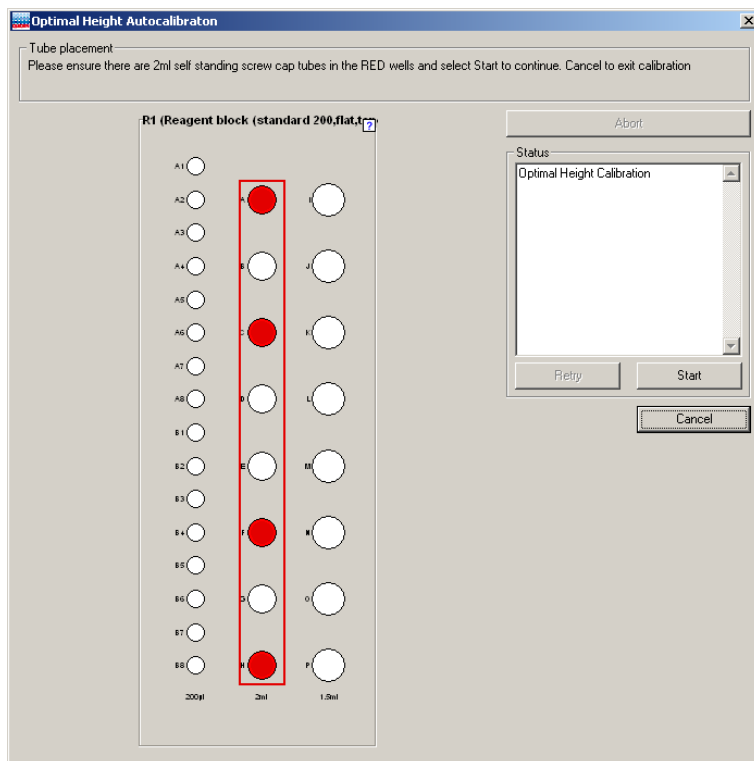 Optimal Height Autocalibraton
Tube placement
Please ensure there are 2ml self standing screw cap tubes in the RED wells and select Start to continue. Cancel to exit calibration
R1 (Reagent block (standard 200,flat,
?
Abort
Status
Optimal Height Calibration
Retry
Start
Cancel
A1
A2
A
I
A3
A4
B
J
A5
A6
C
K
A7
A8
D
L
B1
B2
E
M
B3
B4
F
N
B5
B6
G
O
B7
B8
H
P
200µl
2ml
1.5ml